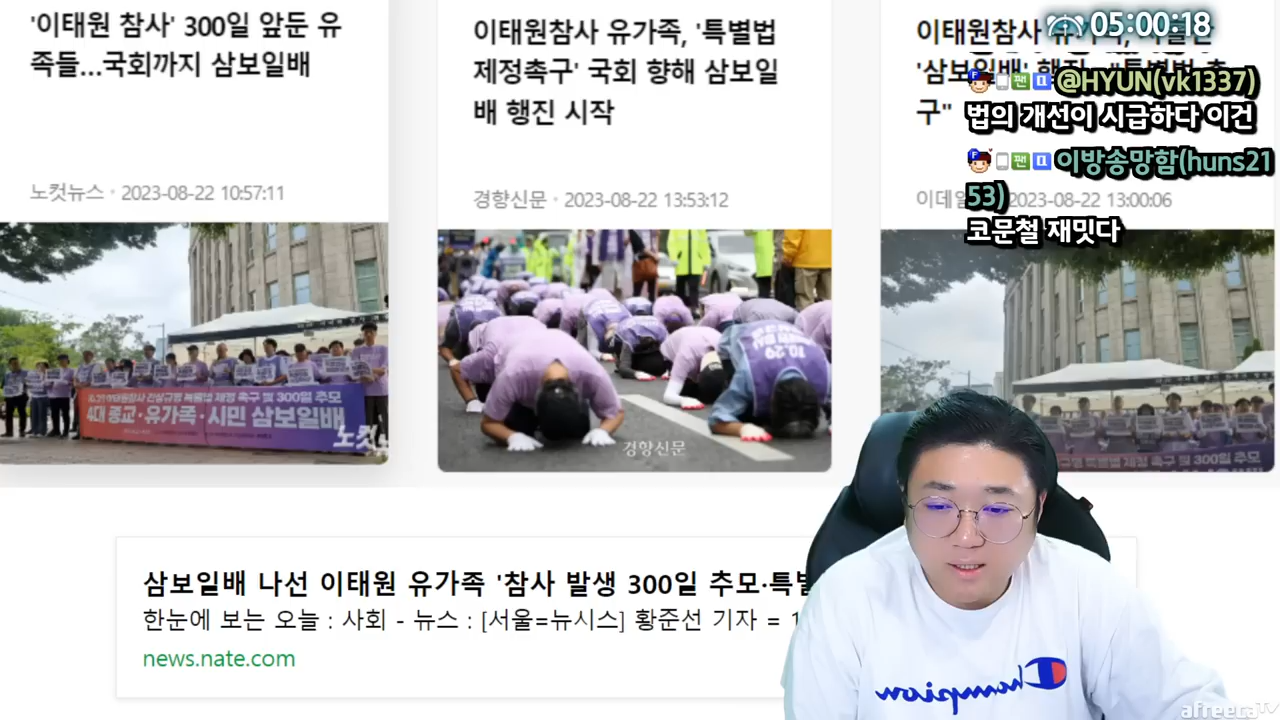 '이태원 참사' 300일 앞둔 유
족들...국회까지 삼보일배
노컷뉴스 · 2023-08-22 10:57:11
4대 종교·유가족·시민 삼보일배
노컷
이태원참사 유가족, '특별법
제정촉구' 국회 향해 삼보일
배 행진 시작
경향신문 · 2023-08-22 13:53:12
10.29
경향신문
이태원참사 유가족,
'삼보일배' 행진
구"
2023-08-22 13:00:06
05:00:18
@HYUN(vk1337)
법의 개선이 시급하다 이건
이방송망함(huns21
53)
코문철 재밋다
삼보일배 나선 이태원 유가족 '참사 발생 300일 추모·특별
한눈에 보는 오늘 : 사회 - 뉴스 : [서울=뉴시스] 황준선 기자 = 1
news.nate.com
Champion
afreecaTV